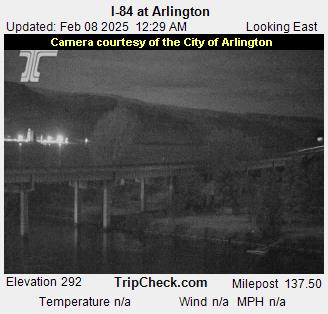 I-84 at Arlington
Updated: Feb 08 2025 12:29 AM Looking East
Camera courtesy of the City of Arlington
Elevation 292 TripCheck.com Milepost 137.50
Temperature n/a Wind n/a MPH n/a